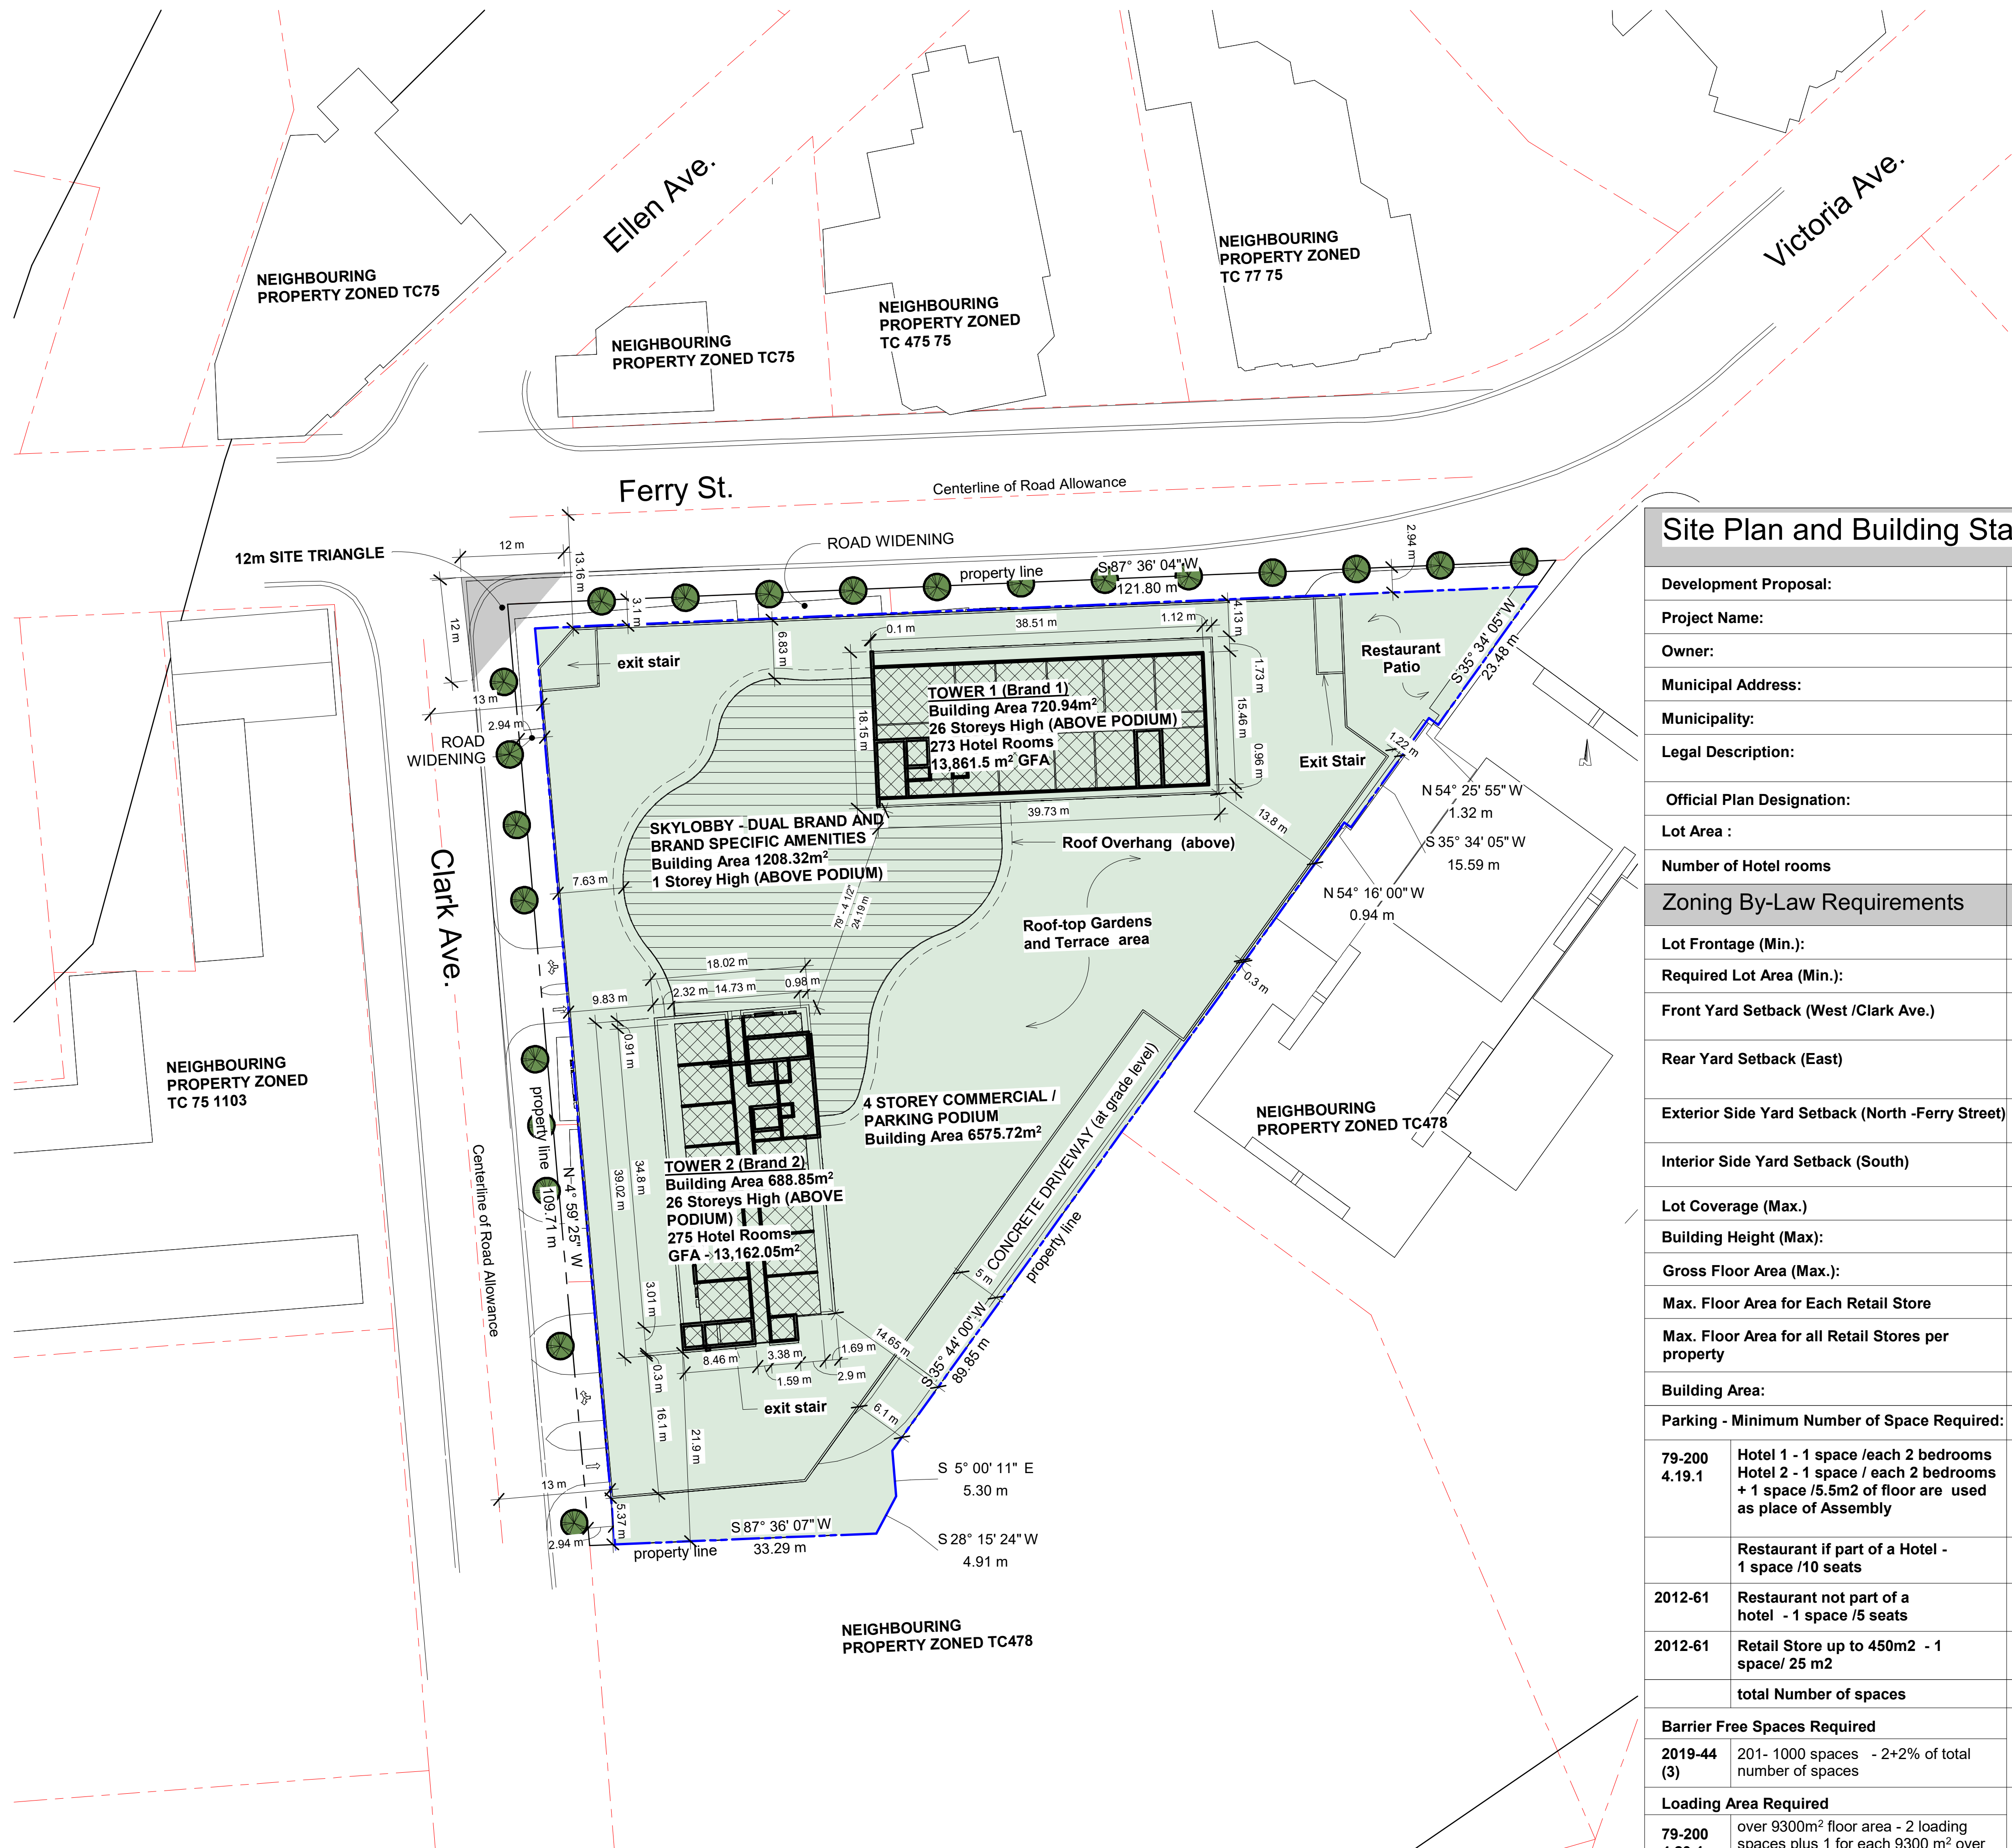 Ellen Ave.
Victoria Ave.
NEIGHBOURING
PROPERTY ZONED TC75
NEIGHBOURING
PROPERTY ZONED TC75
NEIGHBOURING
PROPERTY ZONED
TC 475 75
NEIGHBOURING
PROPERTY ZONED
TC 77 75
Ferry St.
Centerline of Road Allowance
12m SITE TRIANGLE
12 m
12 m
13.16 m
ROAD WIDENING
property line
S 87° 36' 04" W
121.80 m
2.94 m
3.1 m
6.83 m
0.1 m
38.51 m
1.12 m
4.13 m
exit stair
Restaurant
Patio
S 35° 34' 05" W
23.48 m
13 m
2.94 m
ROAD
WIDENING
18.15 m
TOWER 1 (Brand 1)
Building Area 720.94m²
26 Storeys High (ABOVE PODIUM)
273 Hotel Rooms
13,861.5 m² GFA
1.73 m
15.46 m
0.96 m
Exit Stair
1.22 m
N 54° 25' 55" W
1.32 m
S 35° 34' 05" W
15.59 m
N 54° 16' 00" W
0.94 m
39.73 m
13.8 m
SKYLOBBY - DUAL BRAND AND
BRAND SPECIFIC AMENITIES
Building Area 1208.32m²
1 Storey High (ABOVE PODIUM)
Roof Overhang (above)
7.63 m
79' - 4 1/2"
24.19 m
Roof-top Gardens
and Terrace area
0.3 m
Clark Ave.
18.02 m
9.83 m
2.32 m
14.73 m
0.98 m
0.91 m
NEIGHBOURING
PROPERTY ZONED
TC 75 1103
property line
N 4° 59' 25" W
109.71 m
Centerline of Road Allowance
39.02 m
34.8 m
4 STOREY COMMERCIAL /
PARKING PODIUM
Building Area 6575.72m²
CONCRETE DRIVEWAY (at grade level)
NEIGHBOURING
PROPERTY ZONED TC478
TOWER 2 (Brand 2)
Building Area 688.85m²
26 Storeys High (ABOVE
PODIUM)
275 Hotel Rooms
GFA - 13,162.05m²
5 m
property line
3.01 m
14.65 m
S 35° 44' 00" W
89.85 m
8.46 m
3.38 m
1.69 m
1.59 m
2.9 m
0.3 m
exit stair
16.1 m
21.9 m
6.1 m
13 m
5.37 m
2.94 m
S 5° 00' 11" E
5.30 m
S 28° 15' 24" W
4.91 m
S 87° 36' 07" W
33.29 m
property line
NEIGHBOURING
PROPERTY ZONED TC478
Site Plan and Building Sta
Development Proposal:
Project Name:
Owner:
Municipal Address:
Municipality:
Legal Description:
Official Plan Designation:
Lot Area :
Number of Hotel rooms
Zoning By-Law Requirements
Lot Frontage (Min.):
Required Lot Area (Min.):
Front Yard Setback (West /Clark Ave.)
Rear Yard Setback (East)
Exterior Side Yard Setback (North -Ferry Street)
Interior Side Yard Setback (South)
Lot Coverage (Max.)
Building Height (Max):
Gross Floor Area (Max.):
Max. Floor Area for Each Retail Store
Max. Floor Area for all Retail Stores per
property
Building Area:
Parking - Minimum Number of Space Required:
79-200
4.19.1
Hotel 1 - 1 space /each 2 bedrooms
Hotel 2 - 1 space / each 2 bedrooms
+ 1 space /5.5m2 of floor are used
as place of Assembly
Restaurant if part of a Hotel -
1 space /10 seats
2012-61
Restaurant not part of a
hotel - 1 space /5 seats
2012-61
Retail Store up to 450m2 - 1
space/ 25 m2
total Number of spaces
Barrier Free Spaces Required
2019-44
(3)
201- 1000 spaces - 2+2% of total
number of spaces
Loading Area Required
79-200
over 9300m² floor area - 2 loading
spaces plus 1 for each 9300 m² over